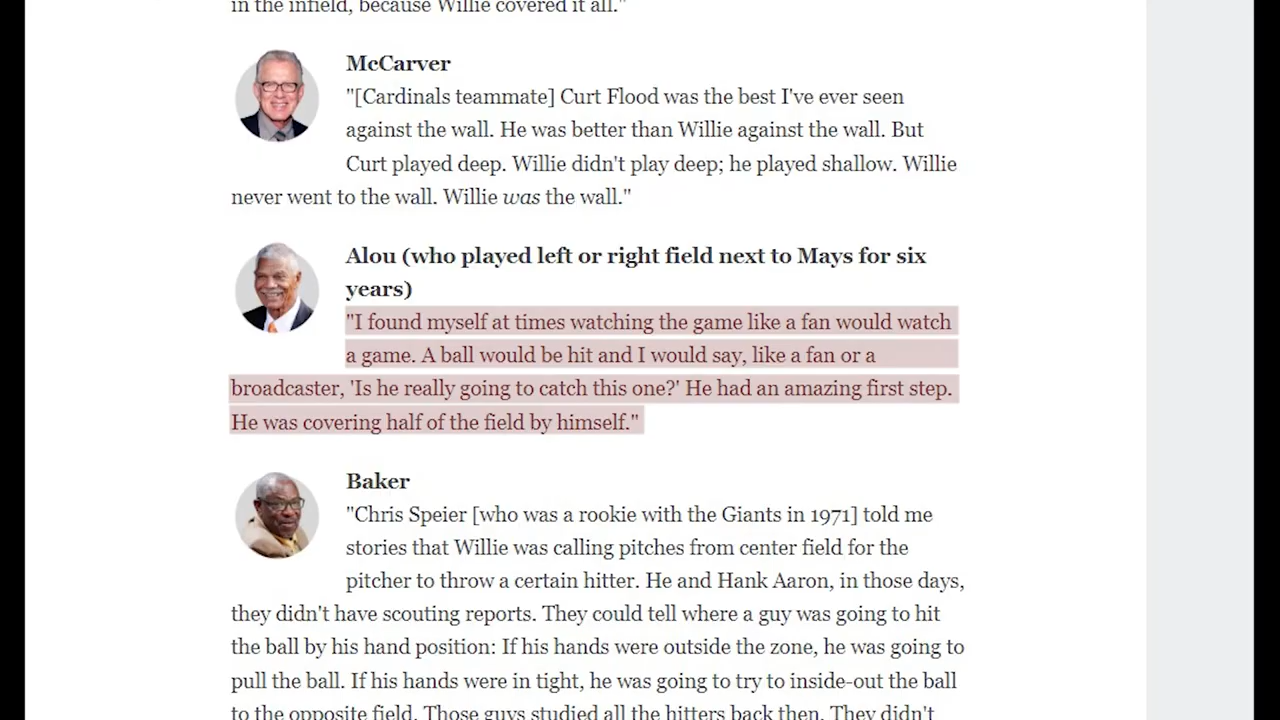 in the infield, because Willie covered it all."
McCarver
"[Cardinals teammate] Curt Flood was the best I've ever seen
against the wall. He was better than Willie against the wall. But
Curt played deep. Willie didn't play deep; he played shallow. Willie
never went to the wall. Willie was the wall."
Alou (who played left or right field next to Mays for six
years)
"I found myself at times watching the game like a fan would watch
a game. A ball would be hit and I would say, like a fan or a
broadcaster, 'Is he really going to catch this one?' He had an amazing first step.
He was covering half of the field by himself."
Baker
"Chris Speier [who was a rookie with the Giants in 1971] told me
stories that Willie was calling pitches from center field for the
pitcher to throw a certain hitter. He and Hank Aaron, in those days,
they didn't have scouting reports. They could tell where a guy was going to hit
the ball by his hand position: If his hands were outside the zone, he was going to
pull the ball. If his hands were in tight, he was going to try to inside-out the ball
to the opposite field. Those guys studied all the hitters back then. They didn't